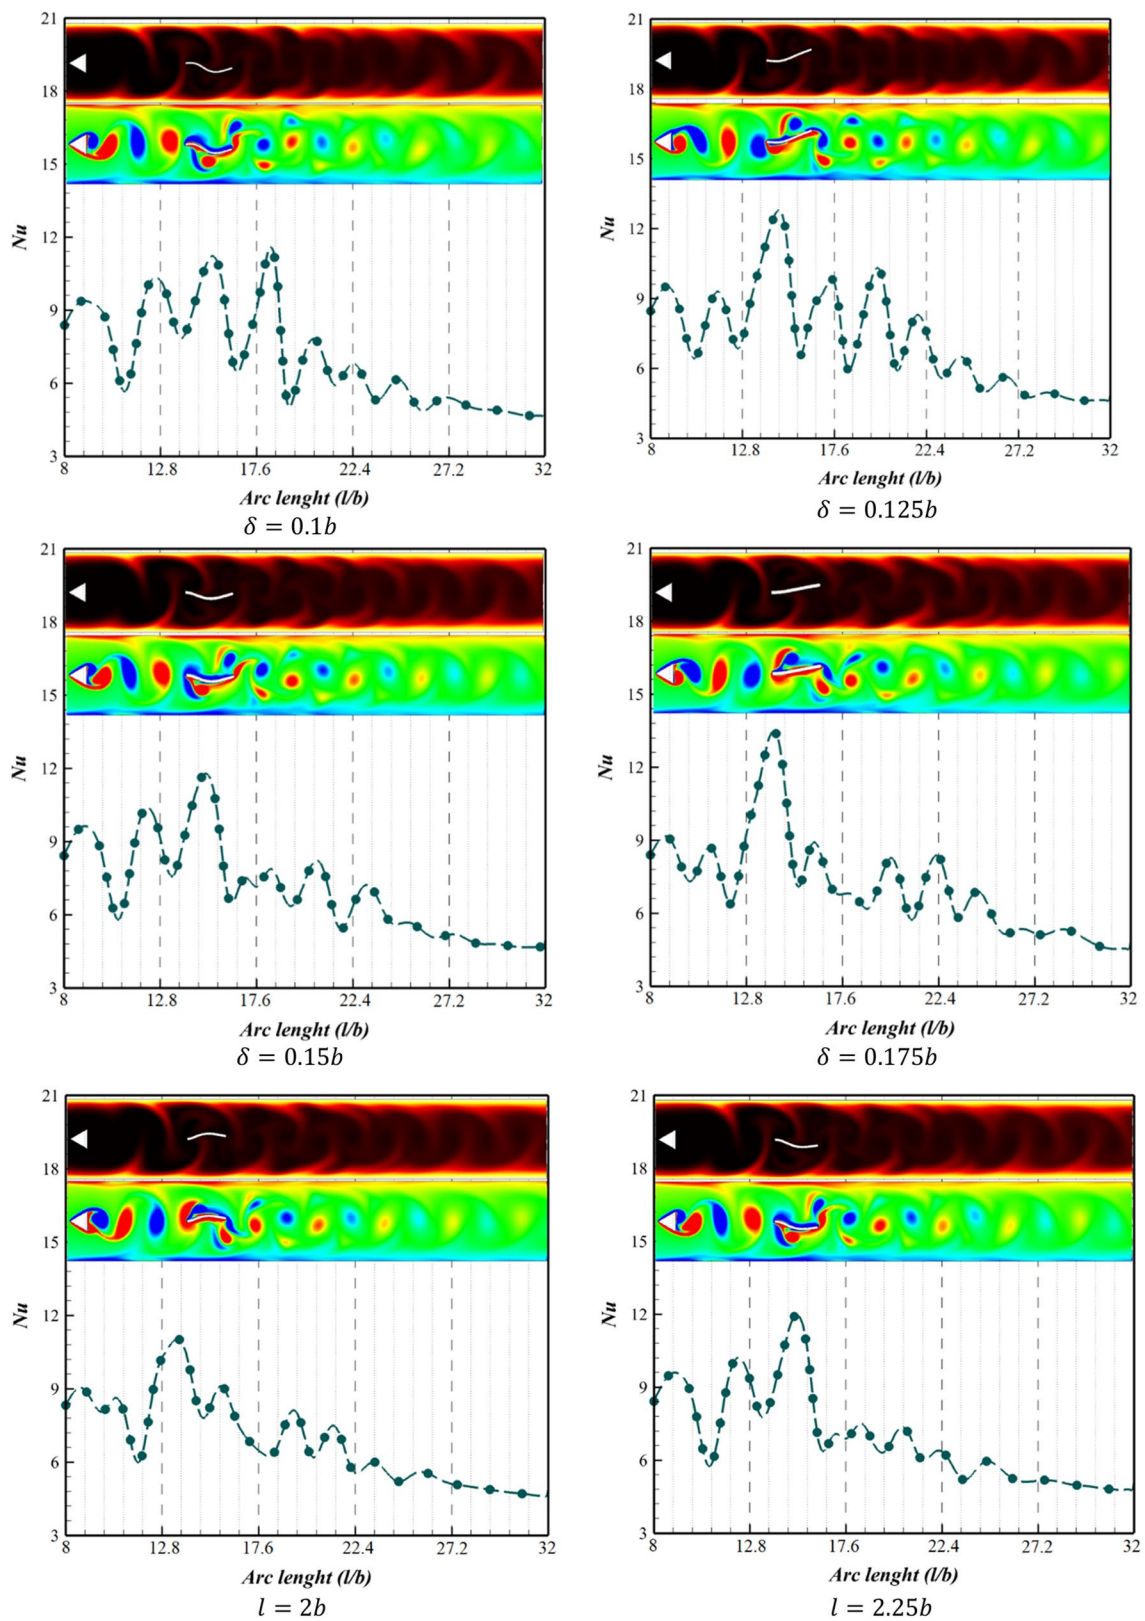 21
18
15
12
9
6
3
Nu
8 12.8 17.6 22.4 27.2 32
Arc lenght (l/b)
δ = 0.1b
21
18
15
12
9
6
3
Nu
8 12.8 17.6 22.4 27.2 32
Arc lenght (l/b)
δ = 0.125b
21
18
15
12
9
6
3
Nu
8 12.8 17.6 22.4 27.2 32
Arc lenght (l/b)
δ = 0.15b
21
18
15
12
9
6
3
Nu
8 12.8 17.6 22.4 27.2 32
Arc lenght (l/b)
δ = 0.175b
21
18
15
12
9
6
3
Nu
8 12.8 17.6 22.4 27.2 32
Arc lenght (l/b)
l = 2b
21
18
15
12
9
6
3
Nu
8 12.8 17.6 22.4 27.2 32
Arc lenght (l/b)
l = 2.25b